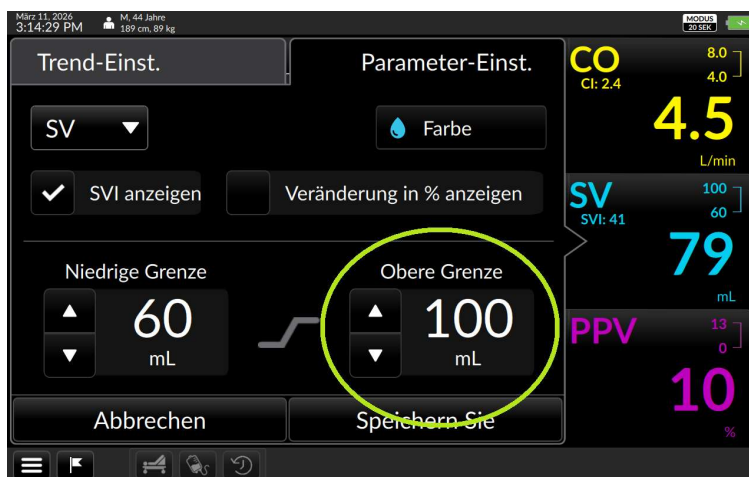 März 11, 2026
3:14:29 PM
M, 44 Jahre
189 cm, 89 kg
MODUS
20 SEK
Trend-Einst.
Parameter-Einst.
SV
Farbe
SVI anzeigen
Veränderung in % anzeigen
Niedrige Grenze
60
mL
Obere Grenze
100
mL
Abbrechen
Speichern Sie
CO
CI: 2.4
8.0
4.0
4.5
L/min
SV
SVI: 41
100
60
79
mL
PPV
13
0
10
%